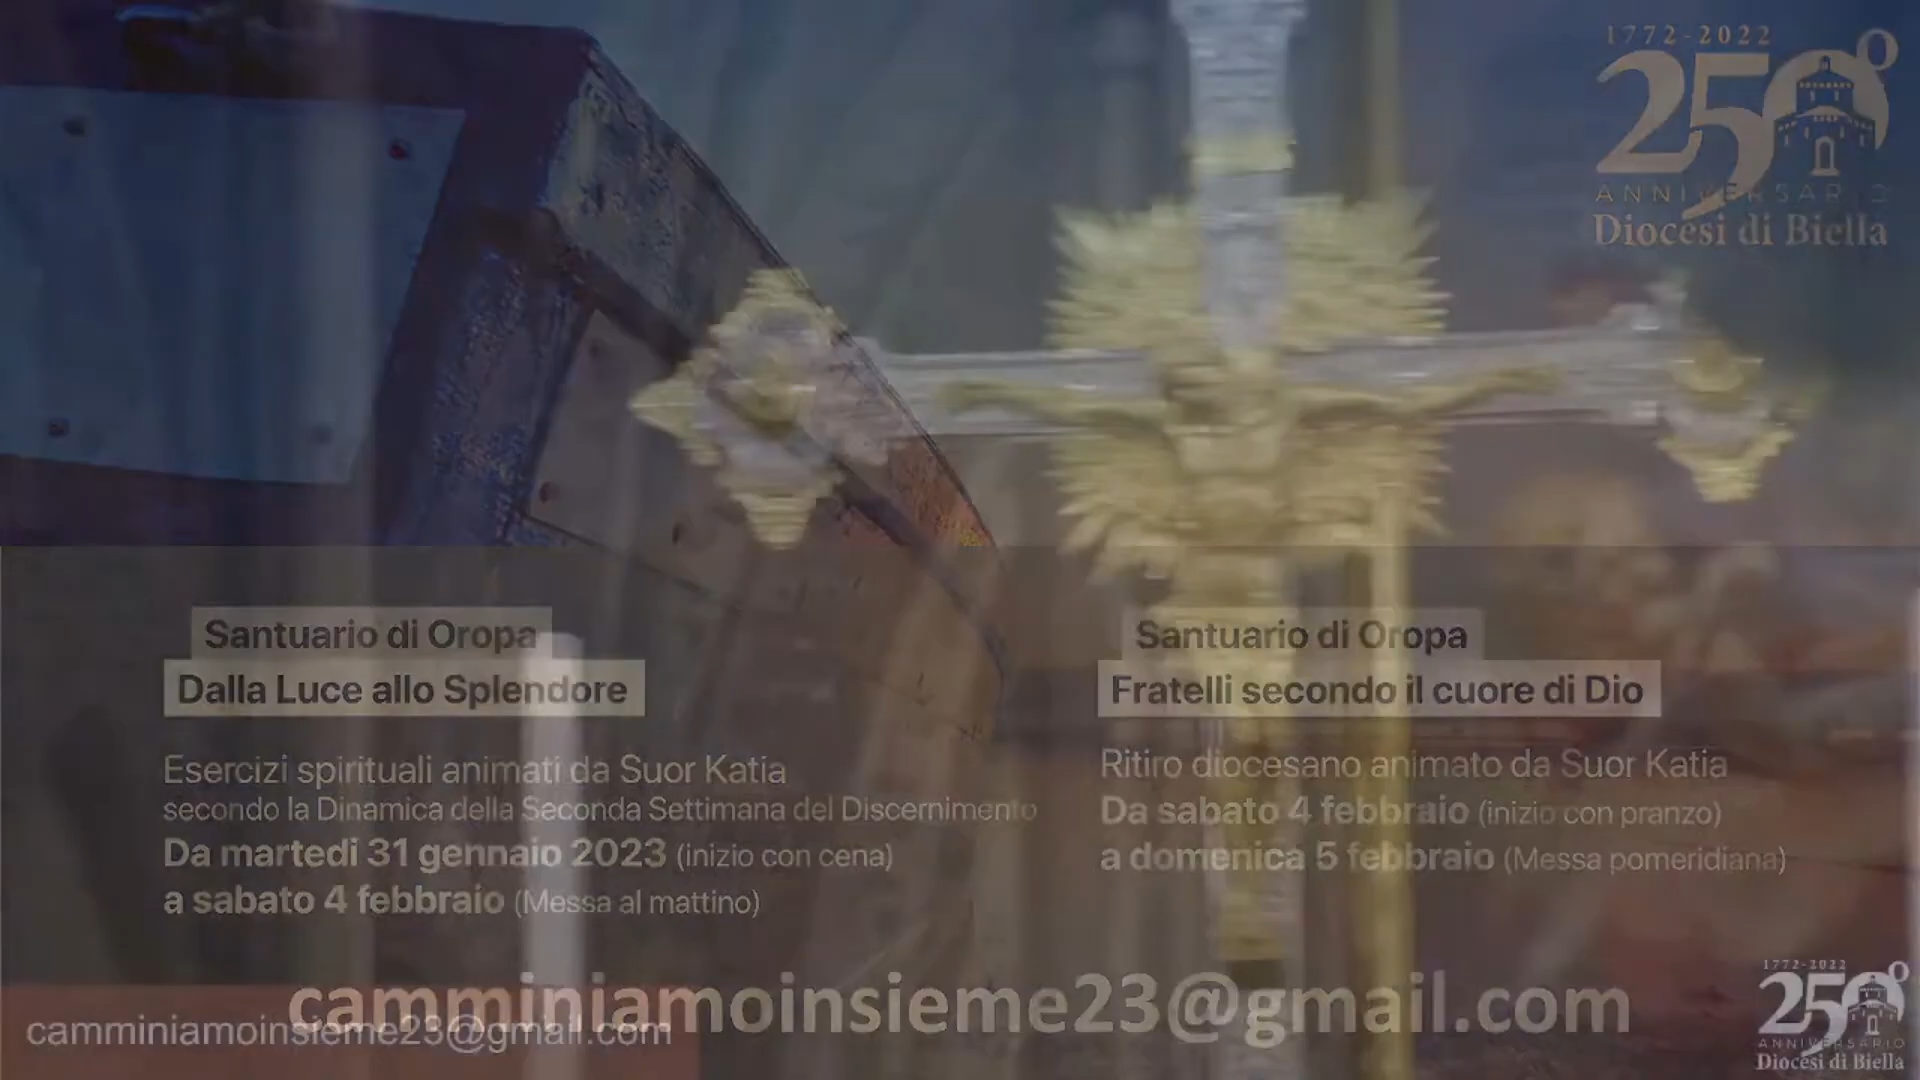 1772-2022
250º
ANNIVERSARIO
Diocesi di Biella
Santuario di Oropa
Dalla Luce allo Splendore
Esercizi spirituali animati da Suor Katia
secondo la Dinamica della Seconda Settimana del Discernimento
Da martedì 31 gennaio 2023 (inizio con cena)
a sabato 4 febbraio (Messa al mattino)
Santuario di Oropa
Fratelli secondo il cuore di Dio
Ritiro diocesano animato da Suor Katia
Da sabato 4 febbraio (inizio con pranzo)
a domenica 5 febbraio (Messa pomeridiana)
camminiamoinsieme23@gmail.com
camminiamoinsieme23@gmail.com
1772-2022
250º
ANNIVERSARIO
Diocesi di Biella